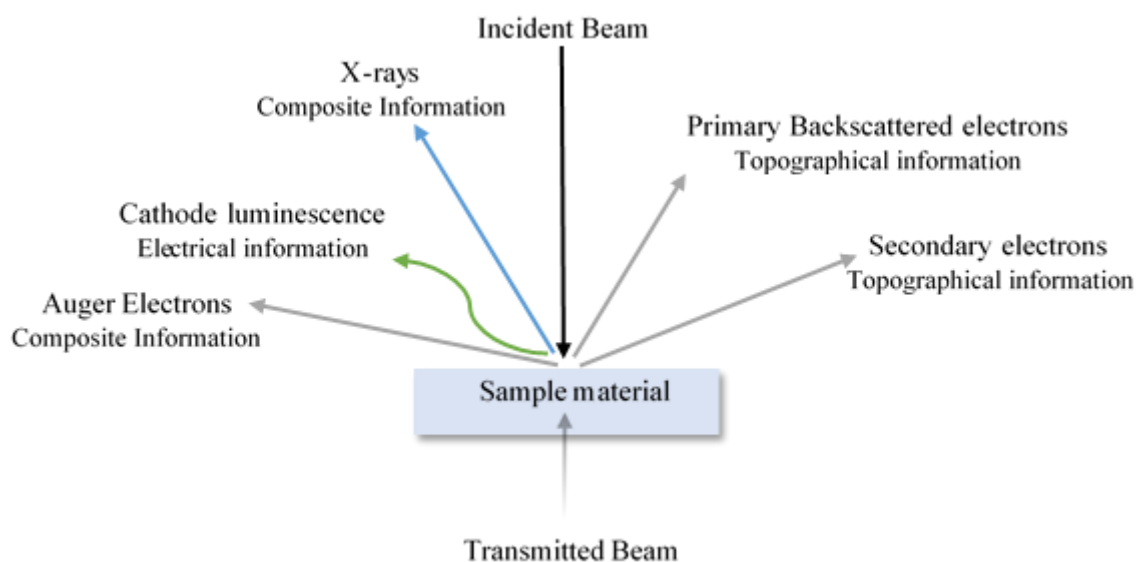 Incident Beam
X-rays
Composite Information
Primary Backscattered electrons
Topographical information
Cathode luminescence
Electrical information
Secondary electrons
Topographical information
Auger Electrons
Composite Information
Sample material
Transmitted Beam